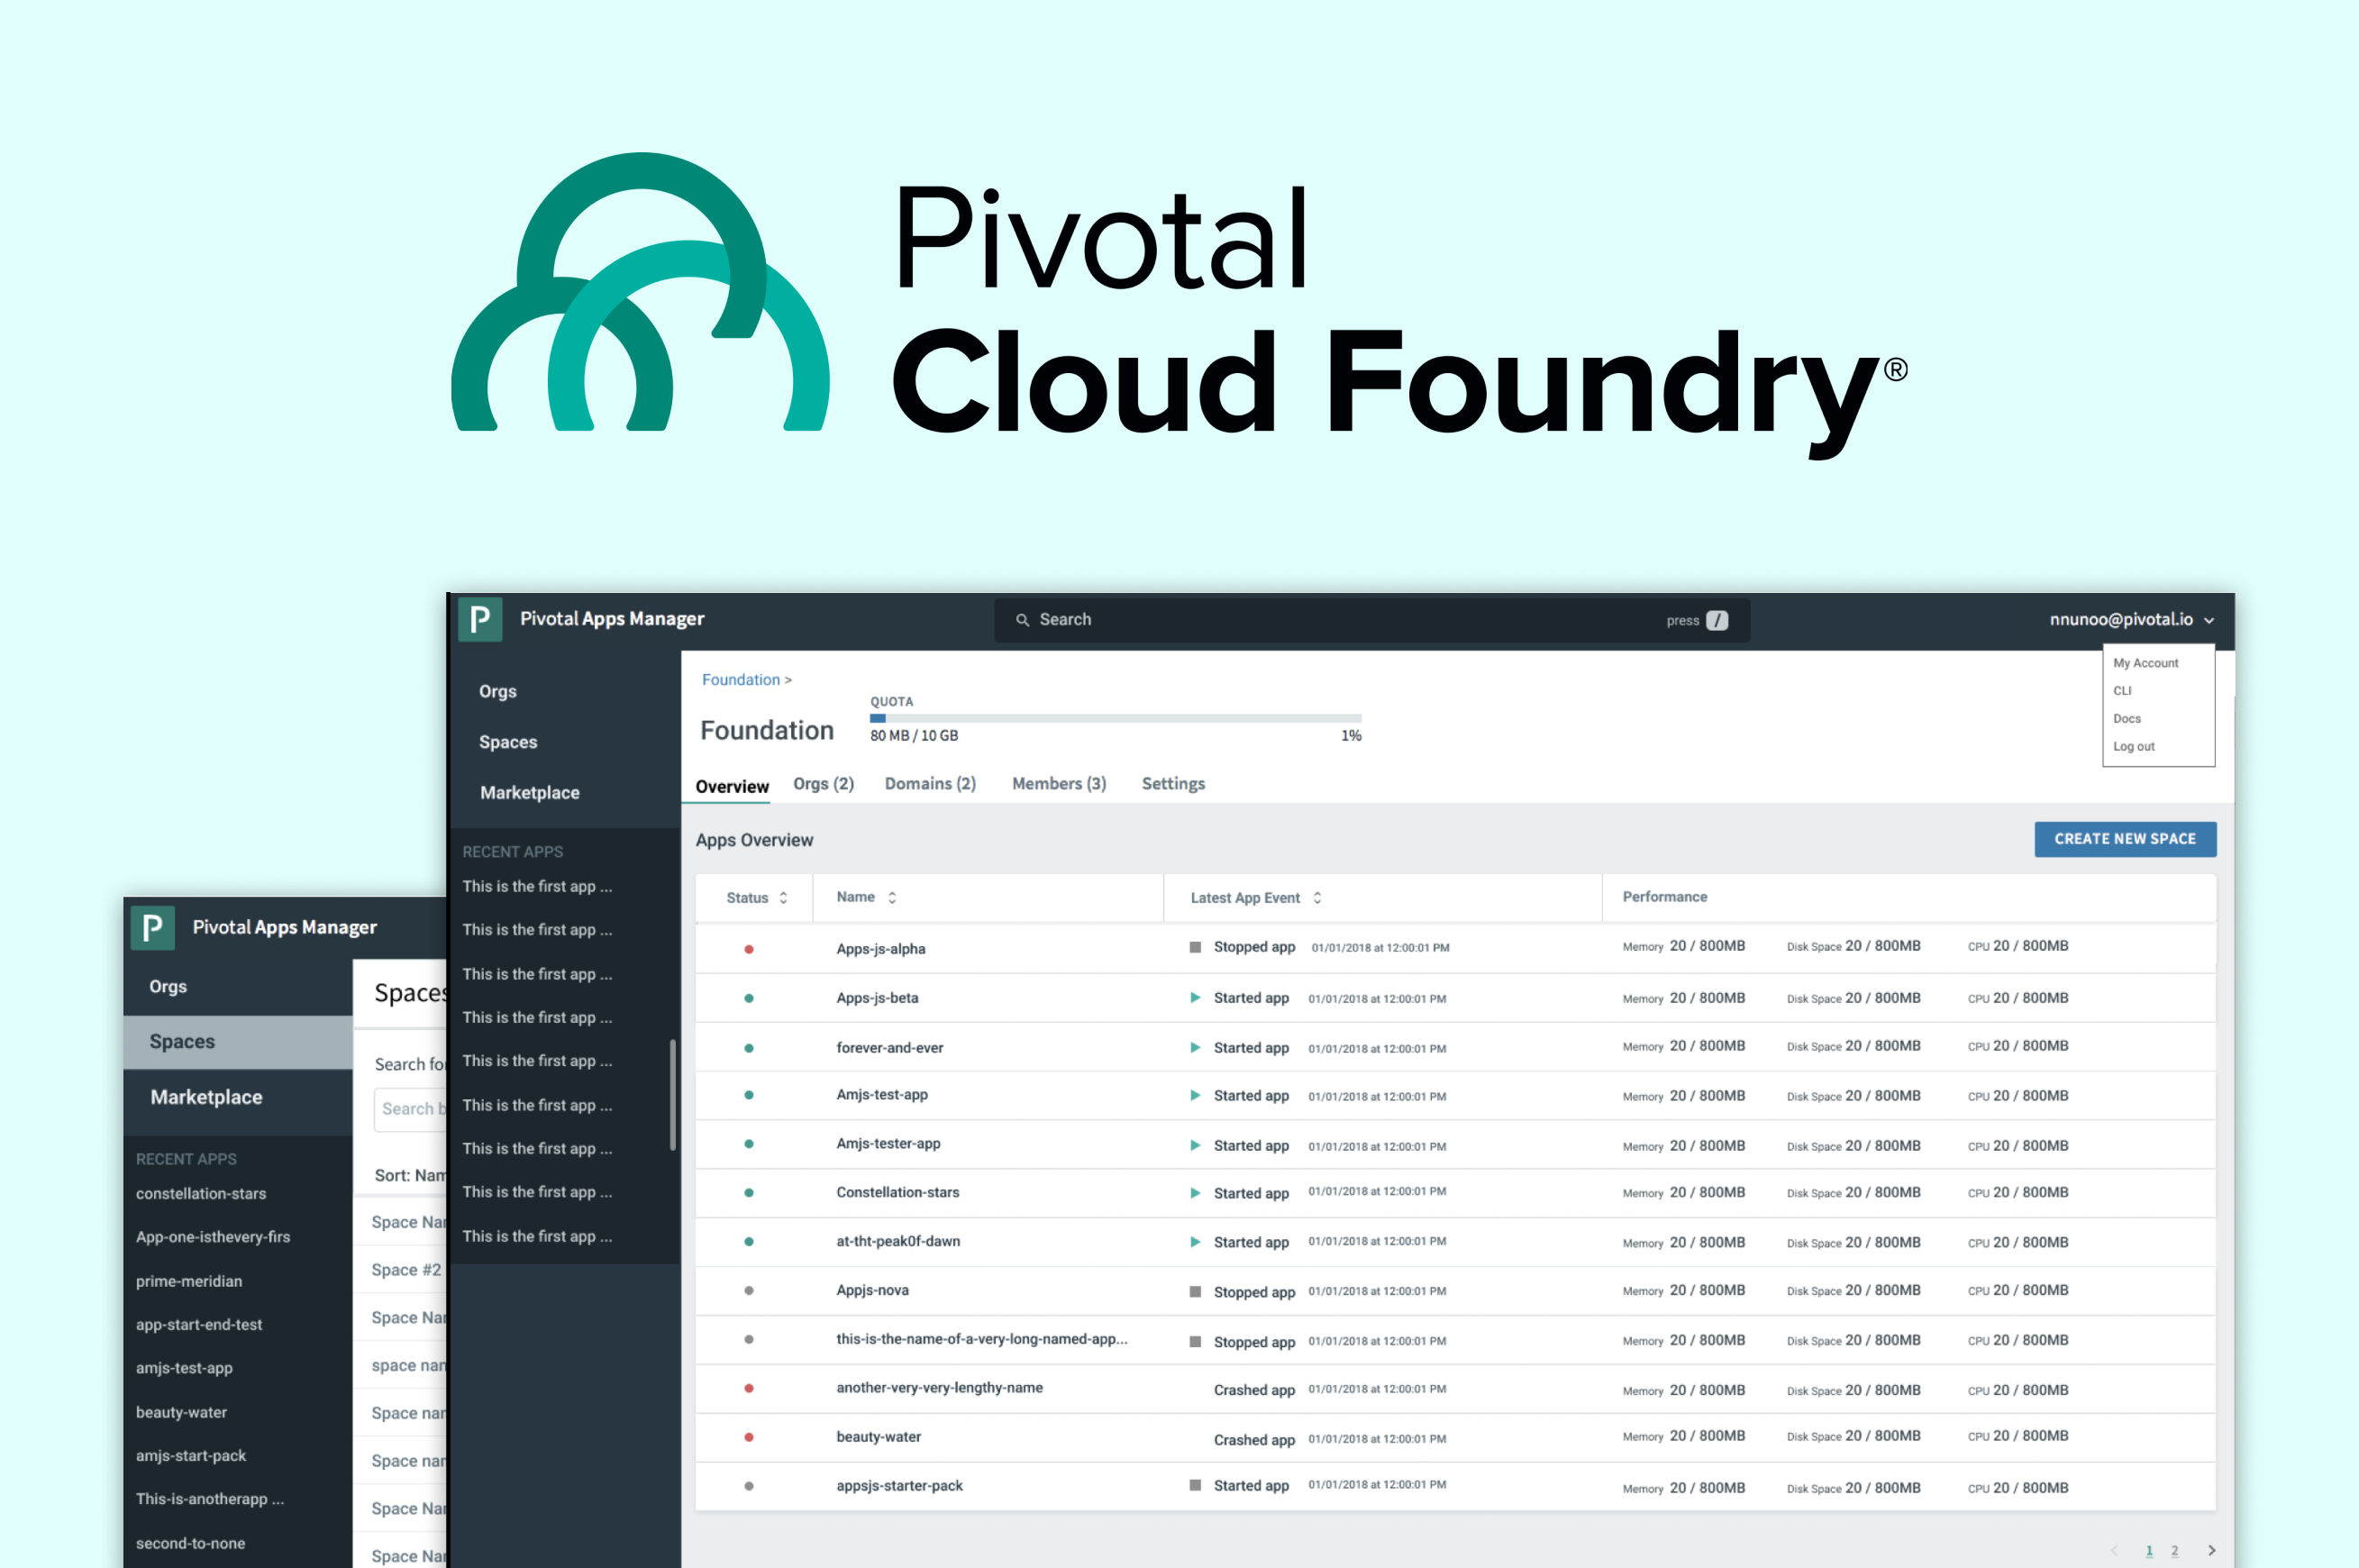 Pivotal
Cloud Foundry®
P Pivotal Apps Manager
Search press / nnunoo@pivotal.io
My Account
CLI
Docs
Log out
Orgs
Spaces
Marketplace
RECENT APPS
This is the first app ...
This is the first app ...
This is the first app ...
This is the first app ...
This is the first app ...
This is the first app ...
This is the first app ...
This is the first app ...
This is the first app ...
Foundation >
Foundation
QUOTA
80 MB / 10 GB 1%
Overview Orgs (2) Domains (2) Members (3) Settings
Apps Overview CREATE NEW SPACE
Status Name Latest App Event Performance
Apps-js-alpha Stopped app 01/01/2018 at 12:00:01 PM Memory 20 / 800MB Disk Space 20 / 800MB CPU 20 / 800MB
Apps-js-beta Started app 01/01/2018 at 12:00:01 PM Memory 20 / 800MB Disk Space 20 / 800MB CPU 20 / 800MB
forever-and-ever Started app 01/01/2018 at 12:00:01 PM Memory 20 / 800MB Disk Space 20 / 800MB CPU 20 / 800MB
Amjs-test-app Started app 01/01/2018 at 12:00:01 PM Memory 20 / 800MB Disk Space 20 / 800MB CPU 20 / 800MB
Amjs-tester-app Started app 01/01/2018 at 12:00:01 PM Memory 20 / 800MB Disk Space 20 / 800MB CPU 20 / 800MB
Constellation-stars Started app 01/01/2018 at 12:00:01 PM Memory 20 / 800MB Disk Space 20 / 800MB CPU 20 / 800MB
at-tht-peak0f-dawn Started app 01/01/2018 at 12:00:01 PM Memory 20 / 800MB Disk Space 20 / 800MB CPU 20 / 800MB
Appjs-nova Stopped app 01/01/2018 at 12:00:01 PM Memory 20 / 800MB Disk Space 20 / 800MB CPU 20 / 800MB
this-is-the-name-of-a-very-long-named-app... Stopped app 01/01/2018 at 12:00:01 PM Memory 20 / 800MB Disk Space 20 / 800MB CPU 20 / 800MB
another-very-very-lengthy-name Crashed app 01/01/2018 at 12:00:01 PM Memory 20 / 800MB Disk Space 20 / 800MB CPU 20 / 800MB
beauty-water Crashed app 01/01/2018 at 12:00:01 PM Memory 20 / 800MB Disk Space 20 / 800MB CPU 20 / 800MB
appsjs-starter-pack Started app 01/01/2018 at 12:00:01 PM Memory 20 / 800MB Disk Space 20 / 800MB CPU 20 / 800MB
< 1 2 >
P Pivotal Apps Manager
Orgs
Spaces
Marketplace
RECENT APPS
constellation-stars
App-one-isthevery-firs
prime-meridian
app-start-end-test
amjs-test-app
beauty-water
amjs-start-pack
This-is-anotherapp ...
second-to-none
Spaces
Search fo
Search b
Sort: Nam
Space Na
Space #2
Space Na
space nam
Space nam
Space nam
Space Na
Space Na